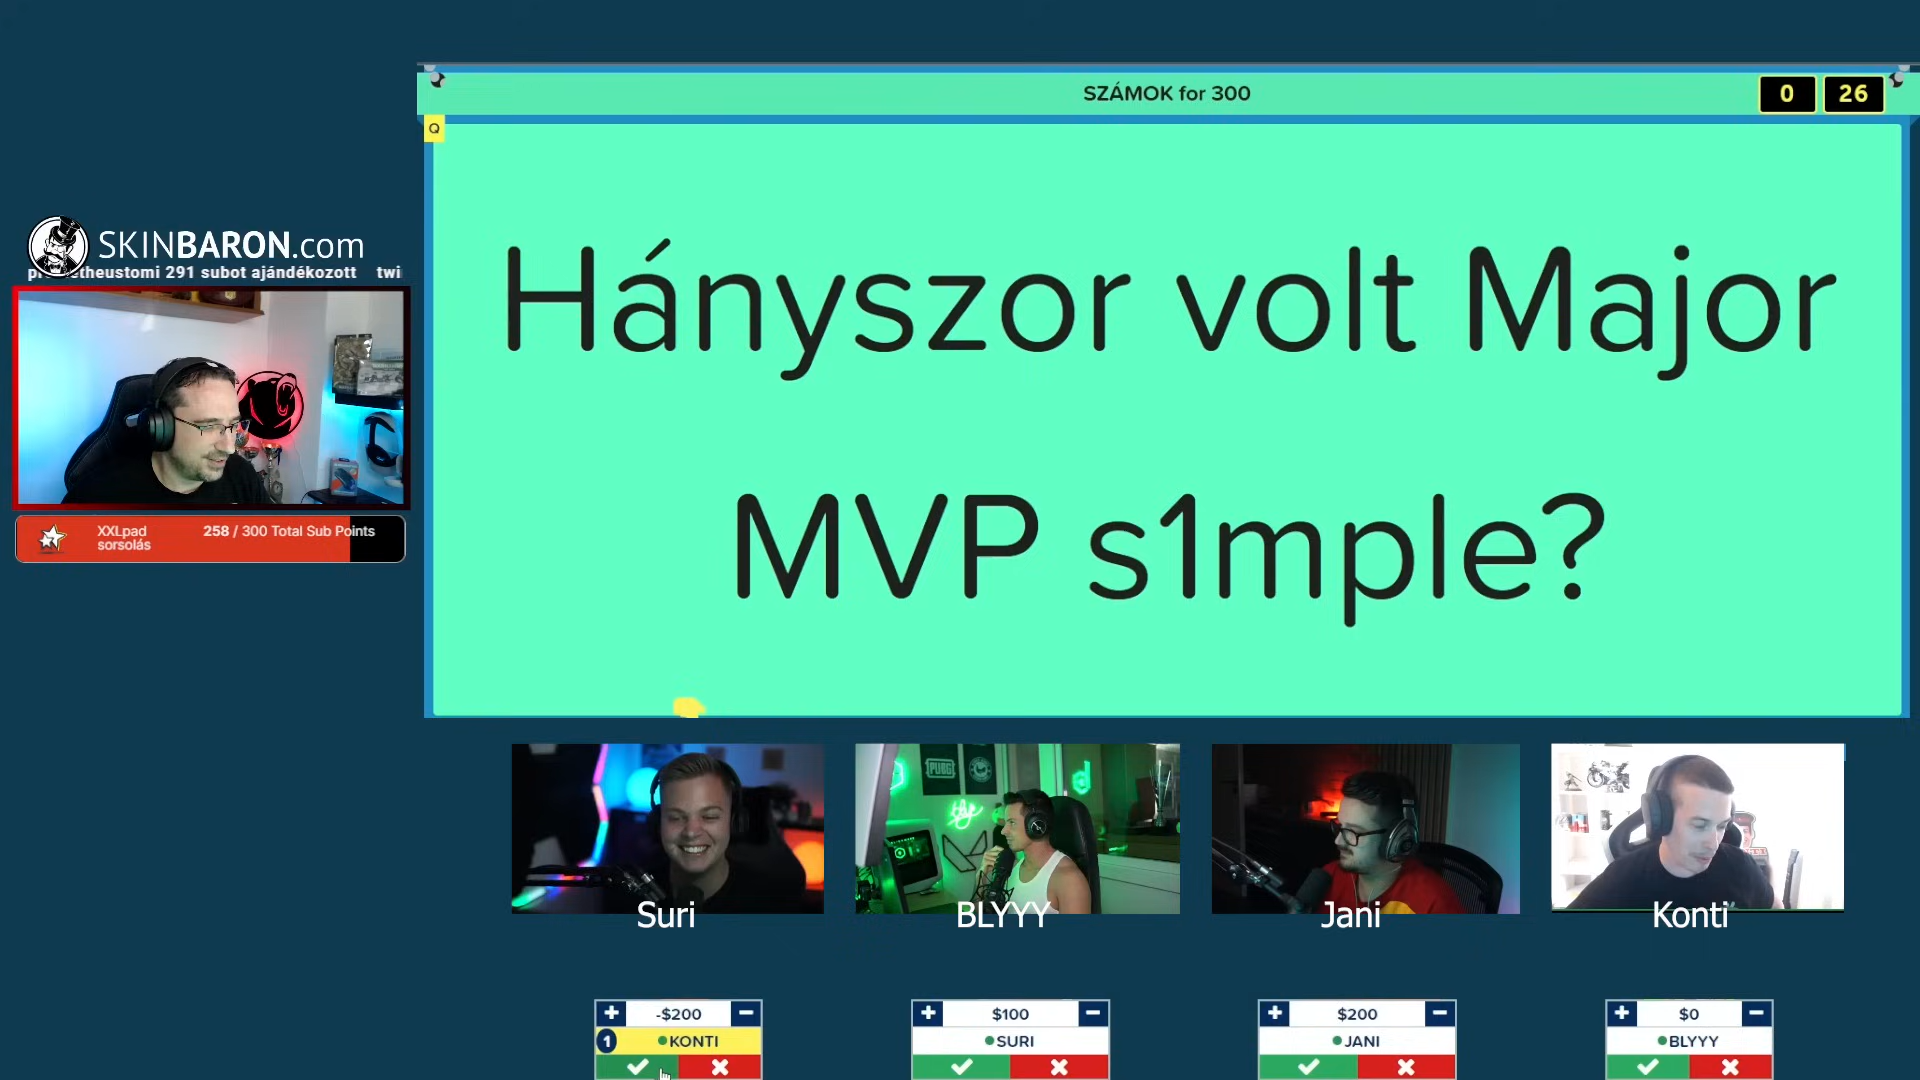 SZÁMOK for 300
0 26
Q
Hányszor volt Major
MVP s1mple?
SKINBARON.com
291 subot ajándékozott twi
XXLpad
sorsolás
258 / 300 Total Sub Points
PUBG
Suri
BLYYY
Jani
Konti
-$200
1 KONTI
$100
SURI
$200
JANI
$0
BLYYY